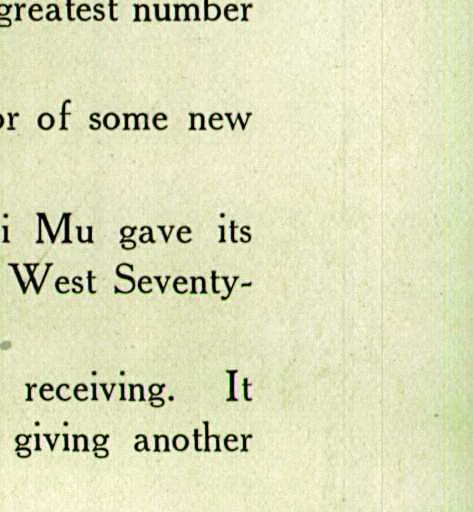 greatest number
or of some new
i Mu gave its
West Seventy-
receiving. It
giving another